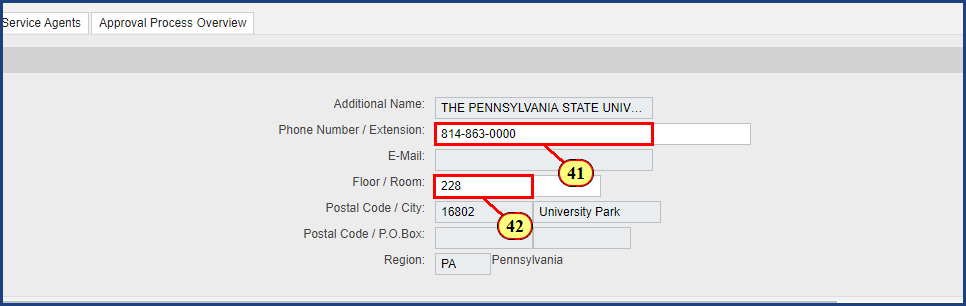 Service Agents Approval Process Overview
Additional Name: THE PENNSYLVANIA STATE UNIV...
Phone Number / Extension: 814-863-0000
E-Mail:
41
Floor / Room: 228
Postal Code / City: 16802 University Park
42
Postal Code / P.O.Box:
Region: PA Pennsylvania